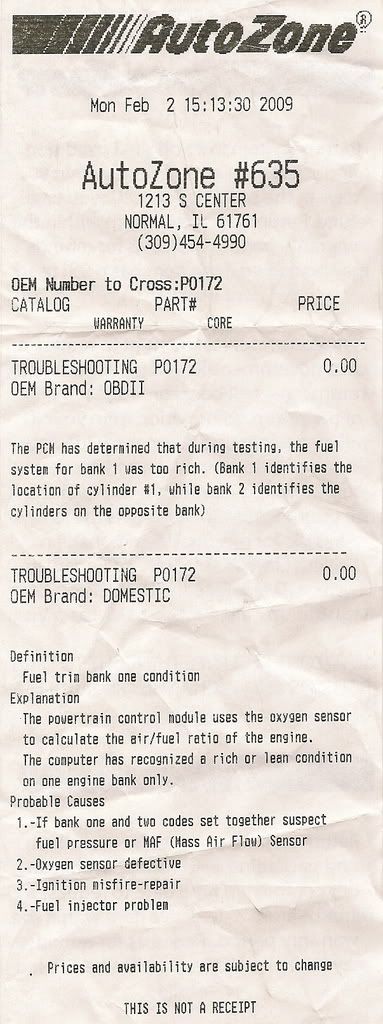 AutoZone®
Mon Feb 2 15:13:30 2009
AutoZone #635
1213 S CENTER
NORMAL, IL 61761
(309)454-4990
OEM Number to Cross:P0172
CATALOG PART# PRICE
WARRANTY CORE
TROUBLESHOOTING P0172 0.00
OEM Brand: OBDII
The PCM has determined that during testing, the fuel
system for bank 1 was too rich. (Bank 1 identifies the
location of cylinder #1, while bank 2 identifies the
cylinders on the opposite bank)
TROUBLESHOOTING P0172 0.00
OEM Brand: DOMESTIC
Definition
Fuel trim bank one condition
Explanation
The powertrain control module uses the oxygen sensor
to calculate the air/fuel ratio of the engine.
The computer has recognized a rich or lean condition
on one engine bank only.
Probable Causes
1.-If bank one and two codes set together suspect
fuel pressure or MAF (Mass Air Flow) Sensor
2.-Oxygen sensor defective
3.-Ignition misfire-repair
4.-Fuel injector problem
. Prices and availability are subject to change
THIS IS NOT A RECEIPT